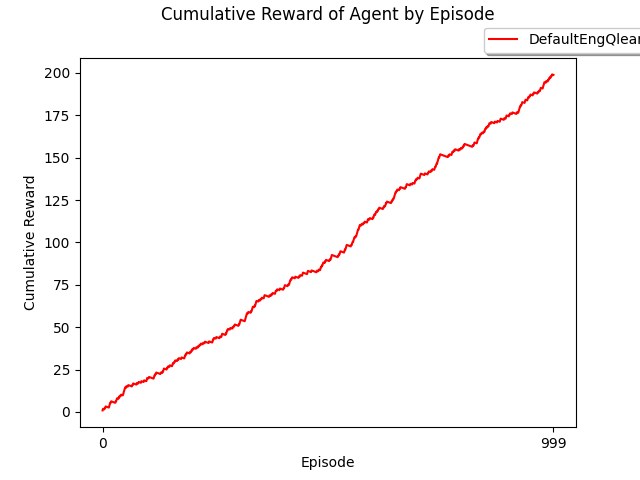 Cumulative Reward of Agent by Episode
DefaultEngQlear
200
175
150
125
100
75
50
25
0
Cumulative Reward
0 999
Episode